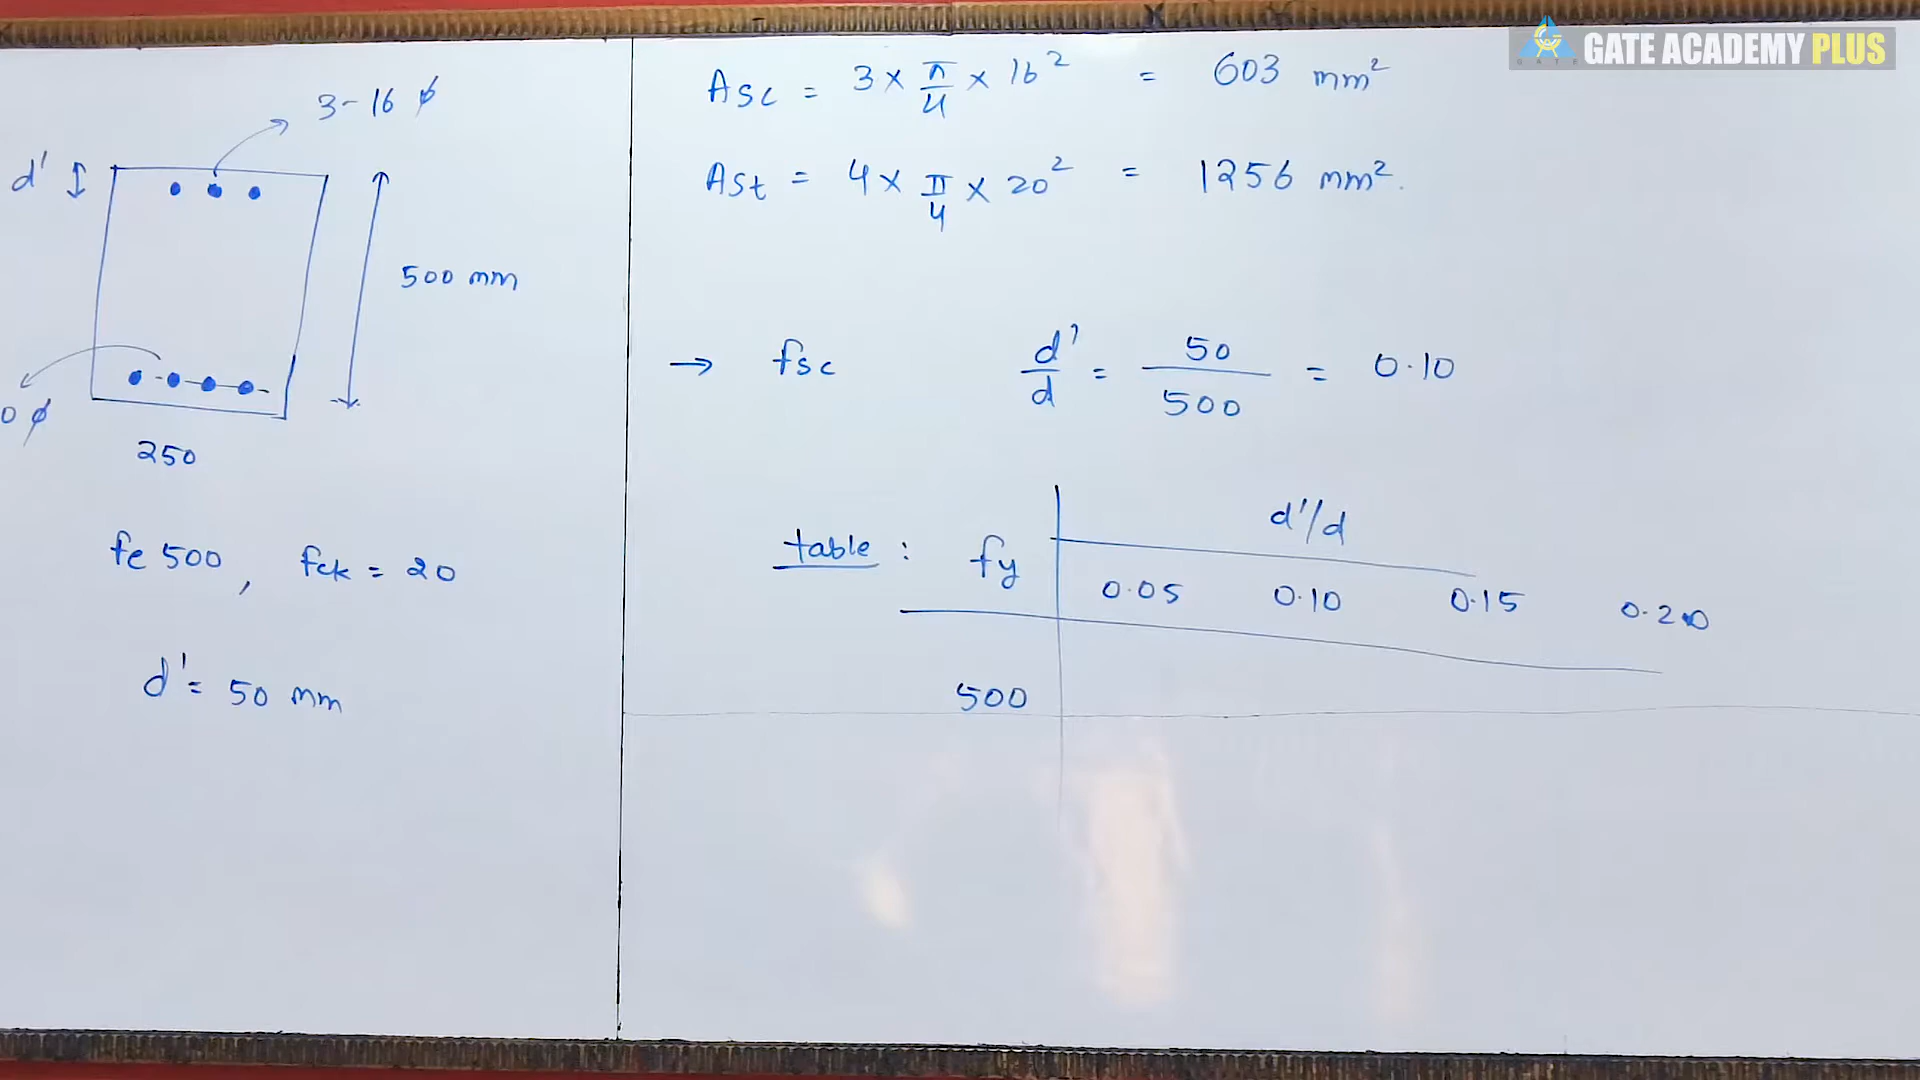 GATE ACADEMY PLUS
GATE
3-16 ϕ
d'
500 mm
0 ϕ
250
fe 500, fck = 20
d' = 50 mm
Asc = 3 × π/4 × 16² = 603 mm²
Ast = 4 × π/4 × 20² = 1256 mm².
→ fsc d'/d = 50/500 = 0.10
table : fy d'/d
0.05 0.10 0.15 0.20
500